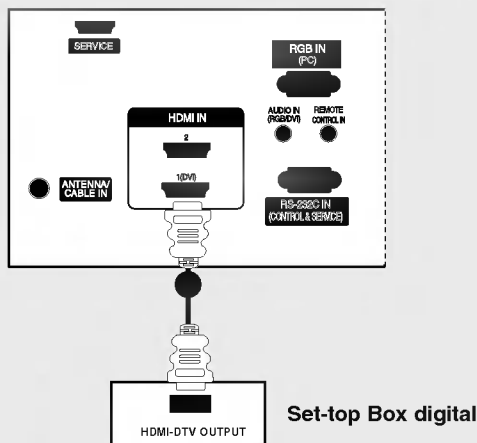 SERVICE
RGB IN
(PC)
AUDIO IN
(RGB/DVI)
REMOTE
CONTROL IN
HDMI IN
2
1(DVI)
ANTENNA/
CABLE IN
RS-232C IN
(CONTROL & SERVICE)
HDMI-DTV OUTPUT
Set-top Box digital